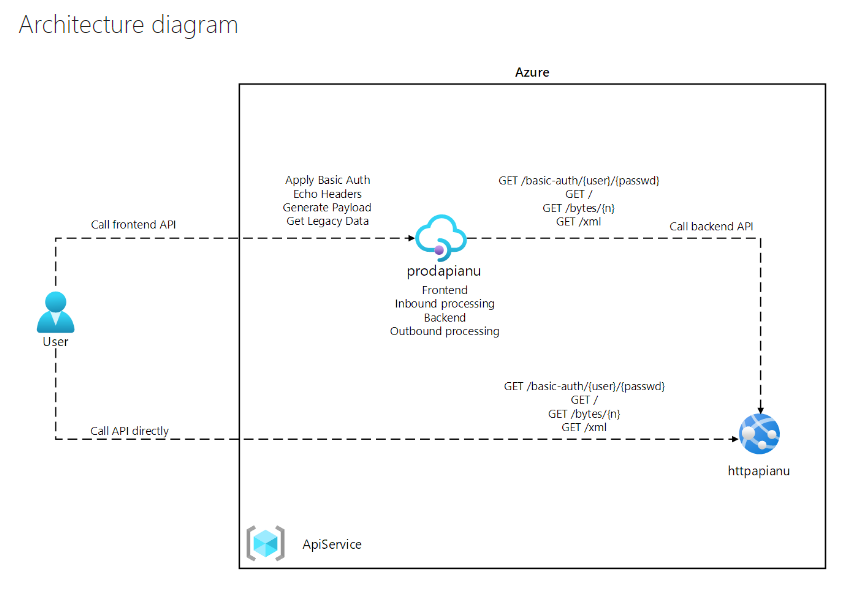 Architecture diagram
Azure
Apply Basic Auth
Echo Headers
Generate Payload
Get Legacy Data
GET /basic-auth/{user}/{passwd}
GET /
GET /bytes/{n}
GET /xml
Call frontend API
Call backend API
prodapianu
Frontend
Inbound processing
Backend
Outbound processing
User
GET /basic-auth/{user}/{passwd}
GET /
GET /bytes/{n}
GET /xml
Call API directly
httpapianu
ApiService